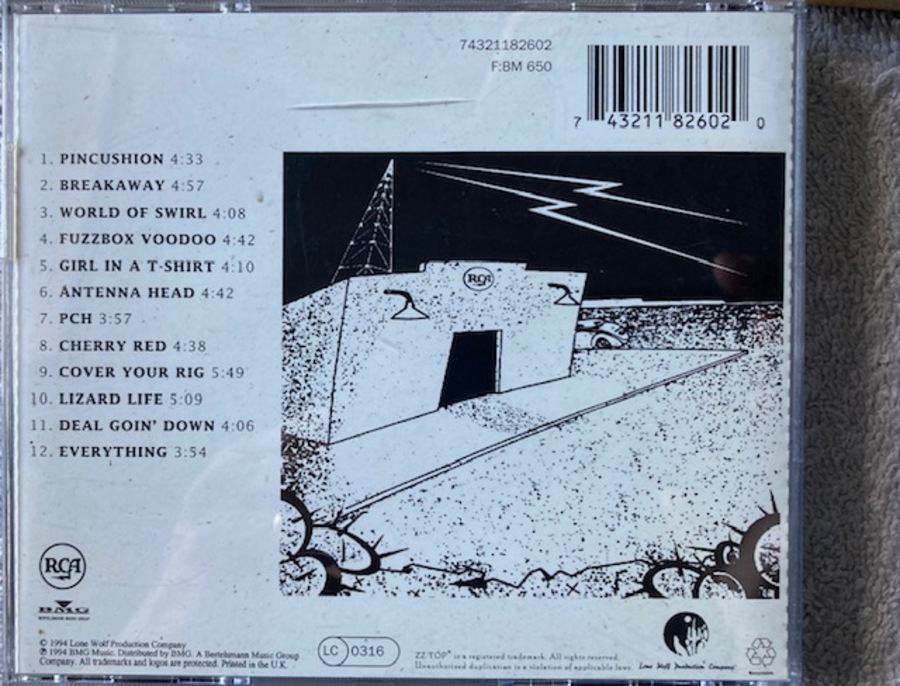 74321182602
F:BM 650
7 43211 82602 0
1. PINCUSHION 4:33
2. BREAKAWAY 4:57
3. WORLD OF SWIRL 4:08
4. FUZZBOX VOODOO 4:42
5. GIRL IN A T-SHIRT 4:10
6. ANTENNA HEAD 4:42
7. PCH 3:57
8. CHERRY RED 4:38
9. COVER YOUR RIG 5:49
10. LIZARD LIFE 5:09
11. DEAL GOIN' DOWN 4:06
12. EVERYTHING 3:54
RCA
RCA
BMG
BERTELSMANN MUSIC GROUP
© 1994 Lone Wolf Production Company
℗ 1994 BMG Music. Distributed by BMG. A Bertelsmann Music Group
Company. All trademarks and logos are protected. Printed in the U.K.
LC 0316
ZZ TOP® is a registered trademark. All rights reserved.
Unauthorized duplication is a violation of applicable laws.
Lone Wolf Production Company